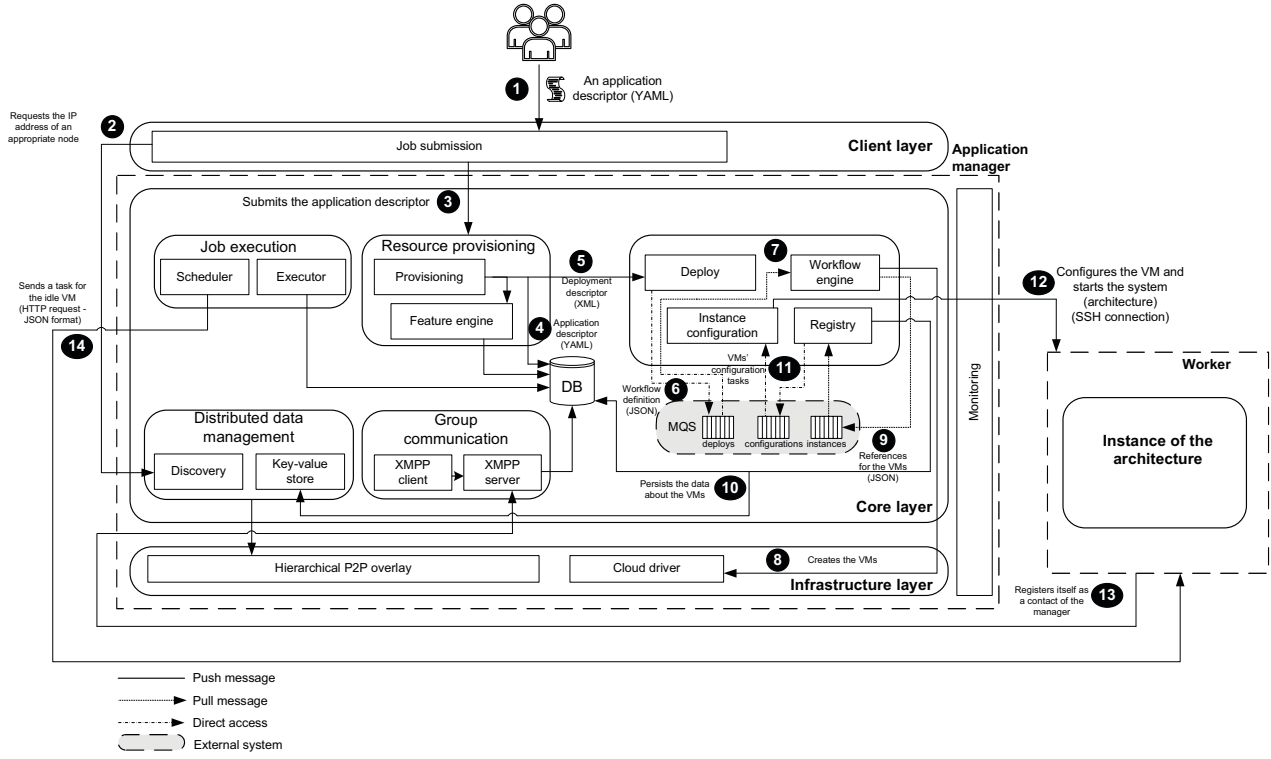 1
An application
descriptor (YAML)
Requests the IP
address of an
appropriate node
2
Job submission
Client layer
Application
manager
Submits the application descriptor
3
Job execution
Scheduler
Executor
Resource provisioning
Provisioning
Feature engine
5
Deployment
descriptor
(XML)
4
Application
descriptor
(YAML)
DB
7
Deploy
Workflow
engine
Instance
configuration
Registry
12
Configures the VM and
starts the system
(architecture)
(SSH connection)
Sends a task for
the idle VM
(HTTP request -
JSON format)
14
VMs'
configuration
tasks
11
Workflow
definition
(JSON)
6
MQS
deploys
configurations
instances
9
References
for the VMs
(JSON)
Monitoring
Worker
Instance of the
architecture
Distributed data
management
Discovery
Key-value
store
Group
communication
XMPP
client
XMPP
server
Persists the data
about the VMs
10
Core layer
Hierarchical P2P overlay
Cloud driver
8
Creates the VMs
Infrastructure layer
Registers itself as
a contact of the
manager
13
Push message
Pull message
Direct access
External system